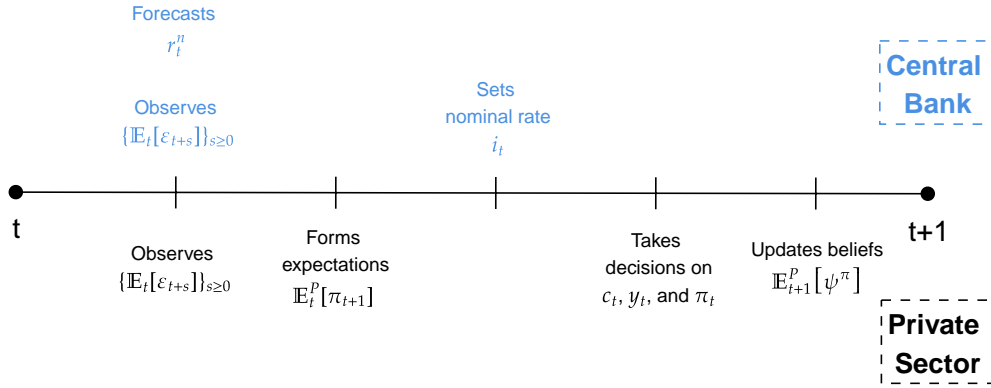 Forecasts
r_t^n
Central
Bank
Observes
{𝔼_t[ε_{t+s}]}_{s≥0}
Sets
nominal rate
i_t
t
t+1
Observes
{𝔼_t[ε_{t+s}]}_{s≥0}
Forms
expectations
𝔼_t^P[π_{t+1}]
Takes
decisions on
c_t, y_t, and π_t
Updates beliefs
𝔼_{t+1}^P[ψ^π]
Private
Sector